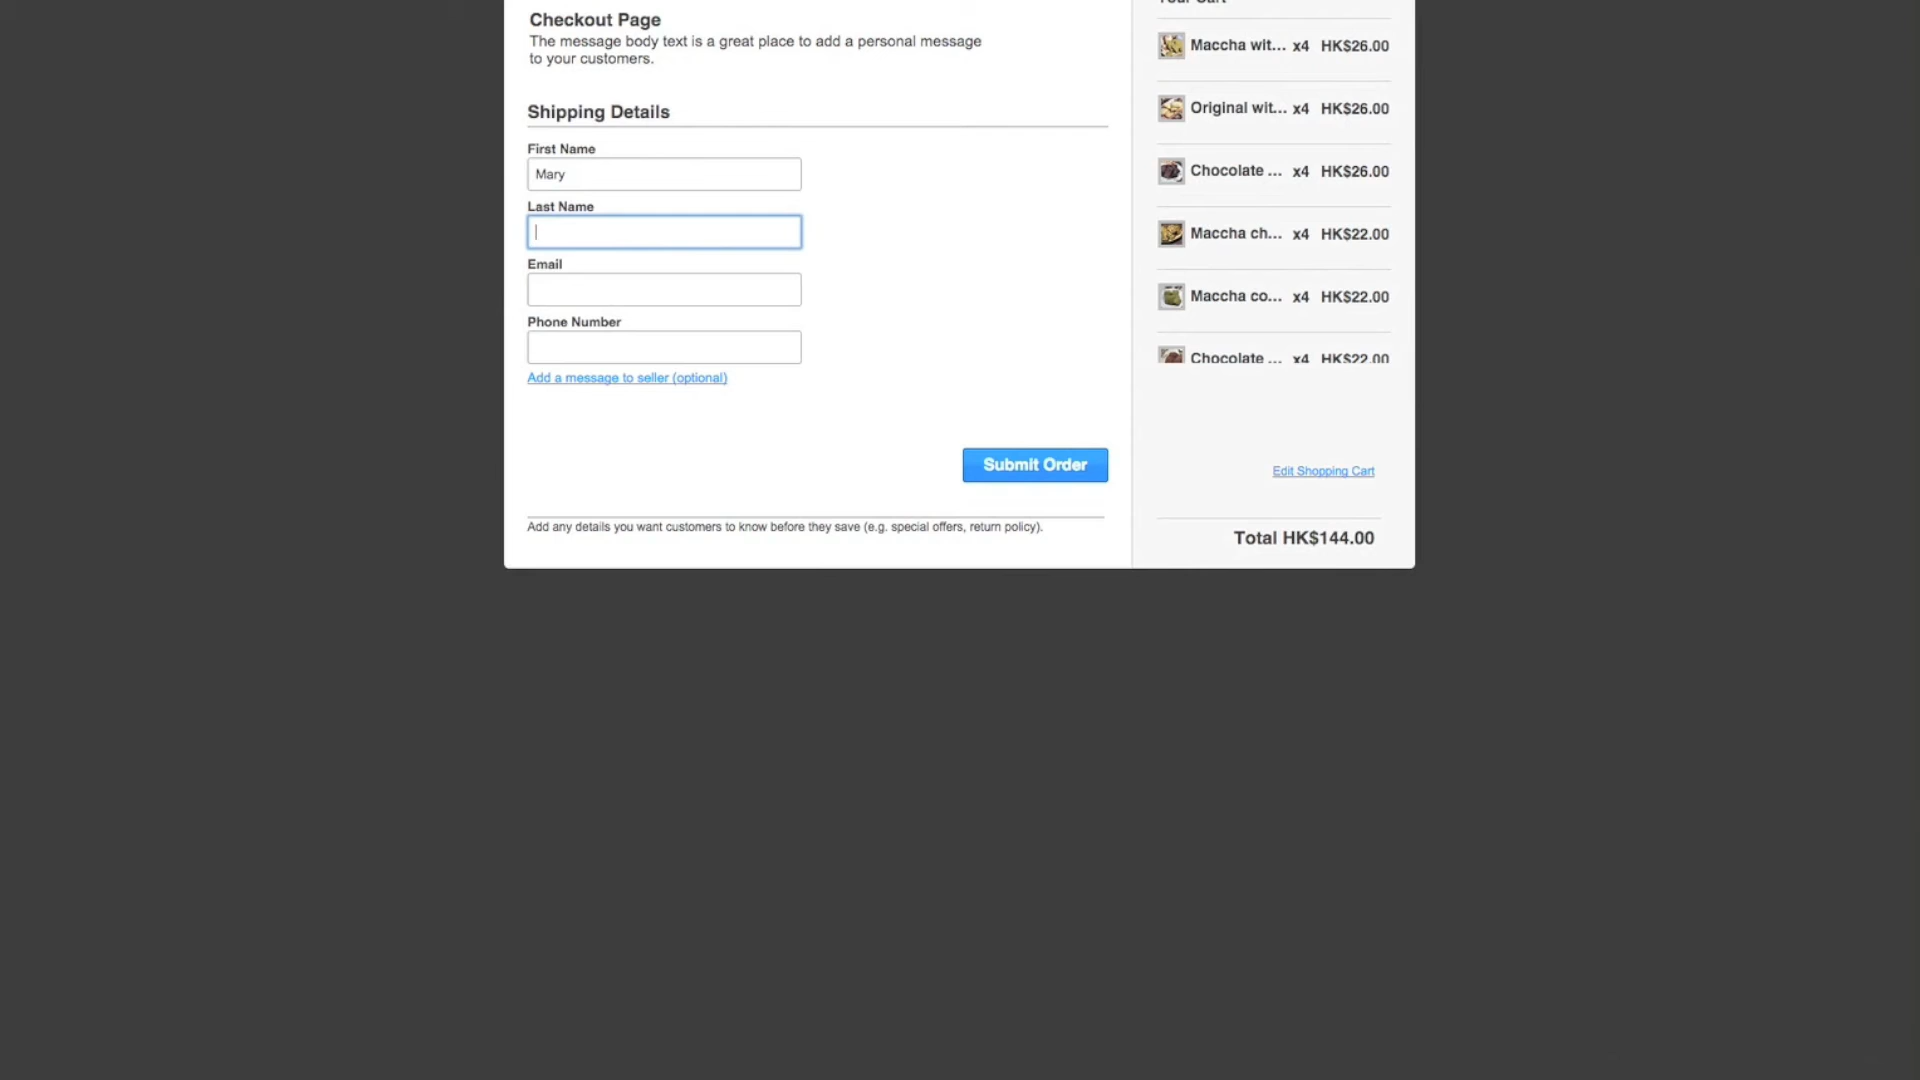 Your Cart
Checkout Page
The message body text is a great place to add a personal message
to your customers.
Shipping Details
First Name
Mary
Last Name
Email
Phone Number
Add a message to seller (optional)
Submit Order
Add any details you want customers to know before they save (e.g. special offers, return policy).
Maccha wit... x4 HK$26.00
Original wit... x4 HK$26.00
Chocolate ... x4 HK$26.00
Maccha ch... x4 HK$22.00
Maccha co... x4 HK$22.00
Chocolate ... x4 HK$22.00
Edit Shopping Cart
Total HK$144.00